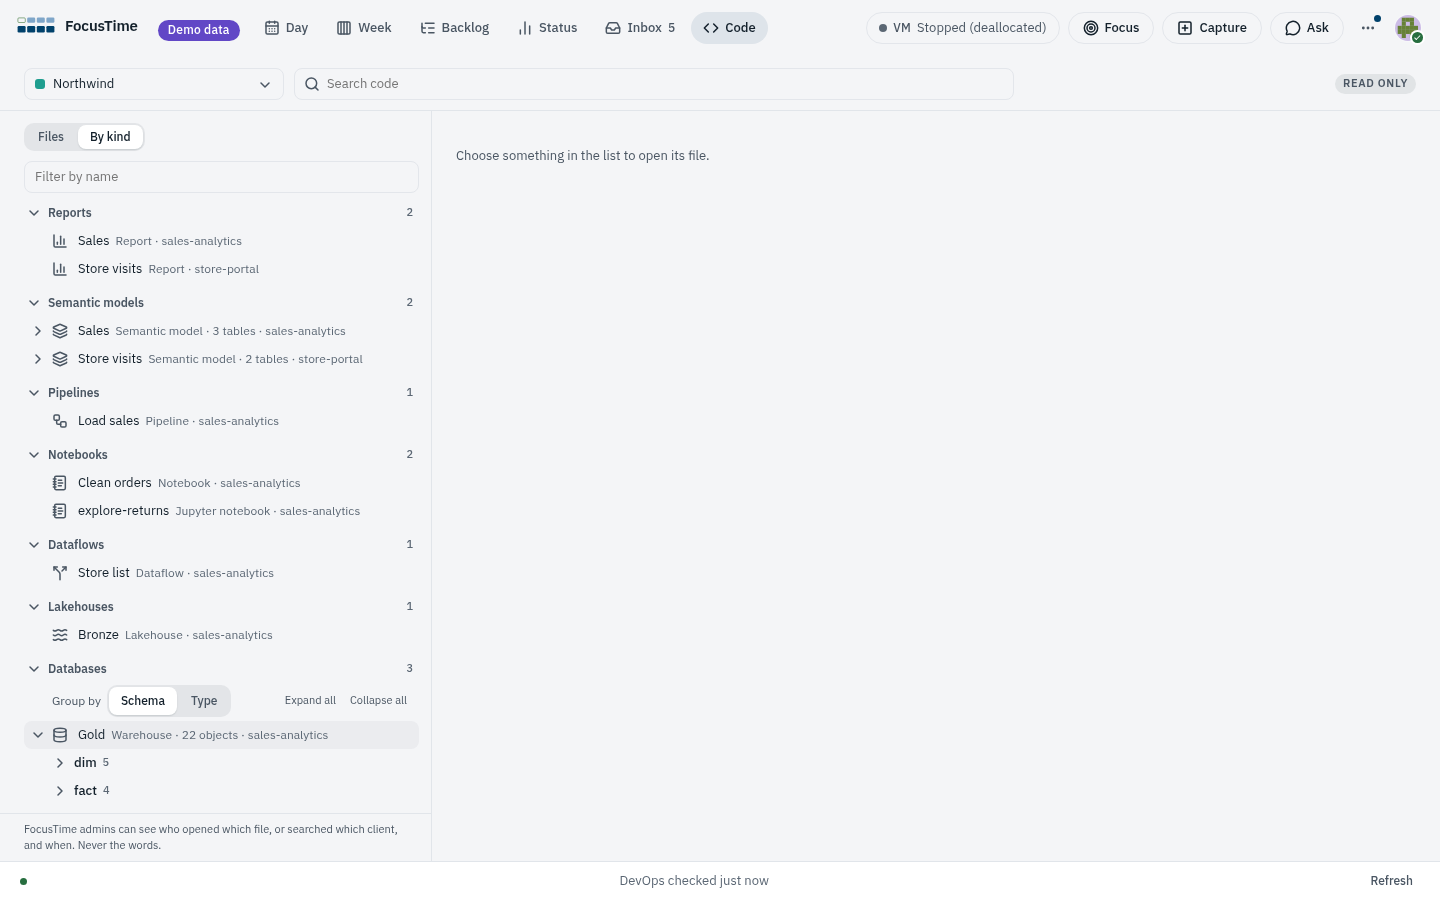 FocusTime
Demo data
Day
Week
Backlog
Status
Inbox 5
Code
VM Stopped (deallocated)
Focus
Capture
Ask
Northwind
Search code
READ ONLY
Files
By kind
Filter by name
Choose something in the list to open its file.
Reports 2
Sales Report · sales-analytics
Store visits Report · store-portal
Semantic models 2
Sales Semantic model · 3 tables · sales-analytics
Store visits Semantic model · 2 tables · store-portal
Pipelines 1
Load sales Pipeline · sales-analytics
Notebooks 2
Clean orders Notebook · sales-analytics
explore-returns Jupyter notebook · sales-analytics
Dataflows 1
Store list Dataflow · sales-analytics
Lakehouses 1
Bronze Lakehouse · sales-analytics
Databases 3
Group by Schema Type Expand all Collapse all
Gold Warehouse · 22 objects · sales-analytics
dim 5
fact 4
FocusTime admins can see who opened which file, or searched which client,
and when. Never the words.
DevOps checked just now
Refresh